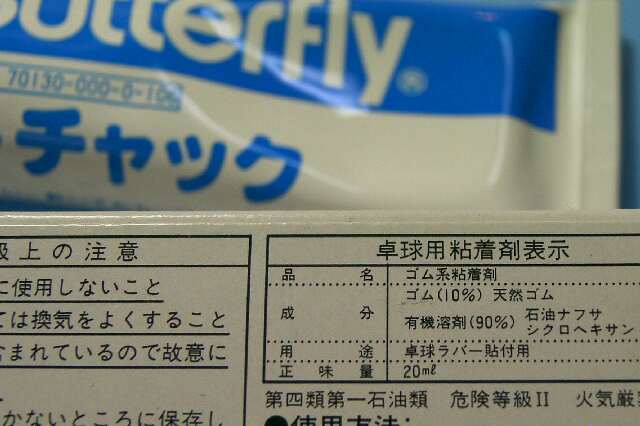 Butterfly®
70130-000-0-10
チャック
扱上の注意
に使用しないこと
ては換気をよくすること
含まれているので故意に
かないところに保存し
卓球用粘着剤表示
品 名 ゴム系粘着剤
成 分 ゴム(10%) 天然ゴム
有機溶剤(90%) 石油ナフサ
シクロヘキサン
用 途 卓球ラバー貼付用
正 味 量 20mℓ
第四類第一石油類 危険等級II 火気厳
●使用方法: